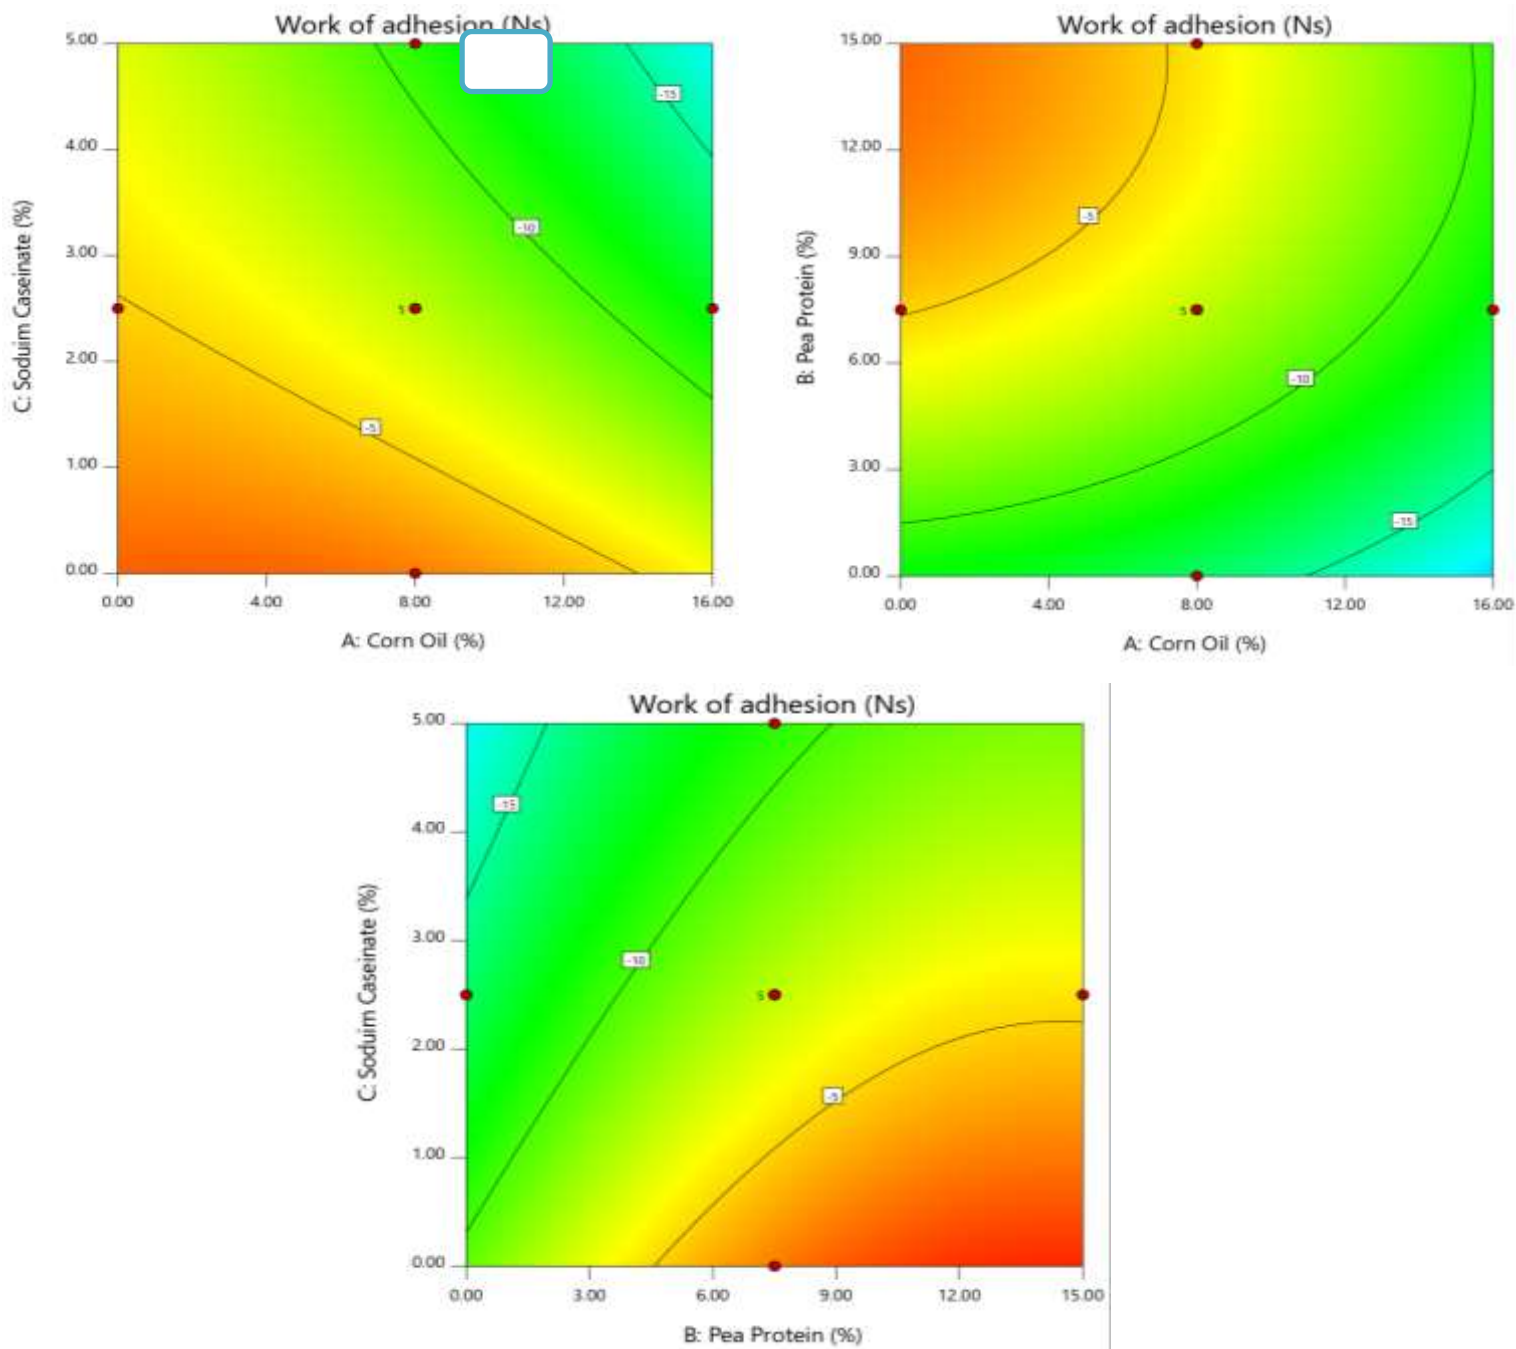 Work of adhesion (Ns)
5.00
4.00
3.00
2.00
1.00
0.00
C: Soduim Caseinate (%)
-15
-10
5
-5
0.00 4.00 8.00 12.00 16.00
A: Corn Oil (%)
Work of adhesion (Ns)
15.00
12.00
9.00
6.00
3.00
0.00
B: Pea Protein (%)
-5
5
-10
-15
0.00 4.00 8.00 12.00 16.00
A: Corn Oil (%)
Work of adhesion (Ns)
5.00
4.00
3.00
2.00
1.00
0.00
C: Soduim Caseinate (%)
-15
-10
5
-5
0.00 3.00 6.00 9.00 12.00 15.00
B: Pea Protein (%)